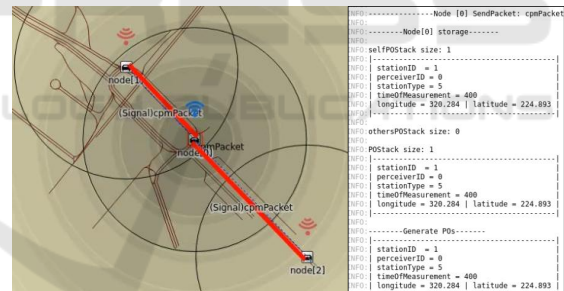 node[1]
(Signal)cpmPacket
cpmPacket
node[0]
(Signal)cpmPacket
node[2]
INFO:---------------Node [0] SendPacket: cpmPacket
INFO:
INFO:--------Node[0] storage-------
INFO:
INFO:selfPOStack size: 1
INFO:|-----------------------------------------|
INFO:| stationID  = 1 |
INFO:| perceiverID = 0 |
INFO:| stationType = 5 |
INFO:| timeOfMeasurement = 400 |
INFO:| longitude = 320.284 | latitude = 224.893 |
INFO:|-----------------------------------------|
INFO:
INFO:othersPOStack size: 0
INFO:
INFO:POStack size: 1
INFO:|-----------------------------------------|
INFO:| stationID  = 1 |
INFO:| perceiverID = 0 |
INFO:| stationType = 5 |
INFO:| timeOfMeasurement = 400 |
INFO:| longitude = 320.284 | latitude = 224.893 |
INFO:|-----------------------------------------|
INFO:
INFO:--------Generate POs-------
INFO:|-----------------------------------------|
INFO:| stationID  = 1 |
INFO:| perceiverID = 0 |
INFO:| stationType = 5 |
INFO:| timeOfMeasurement = 400 |
INFO:| longitude = 320.284 | latitude = 224.893 |